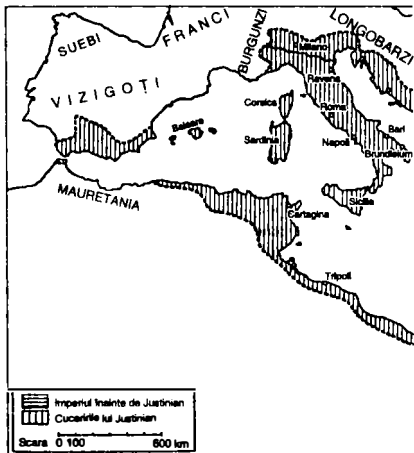 SUEBI
FRANCI
BURGUNZI
LONGOBARZI
VIZIGOȚI
Milano
Ravena
Corsica
Roma
Baleare
Sardinia
Napoli
Bari
Brundisium
MAURETANIA
Cartagina
Sicilia
Tripoli
Imperiul înainte de Justinian
Cuceririle lui Justinian
Scara 0 100 600 km